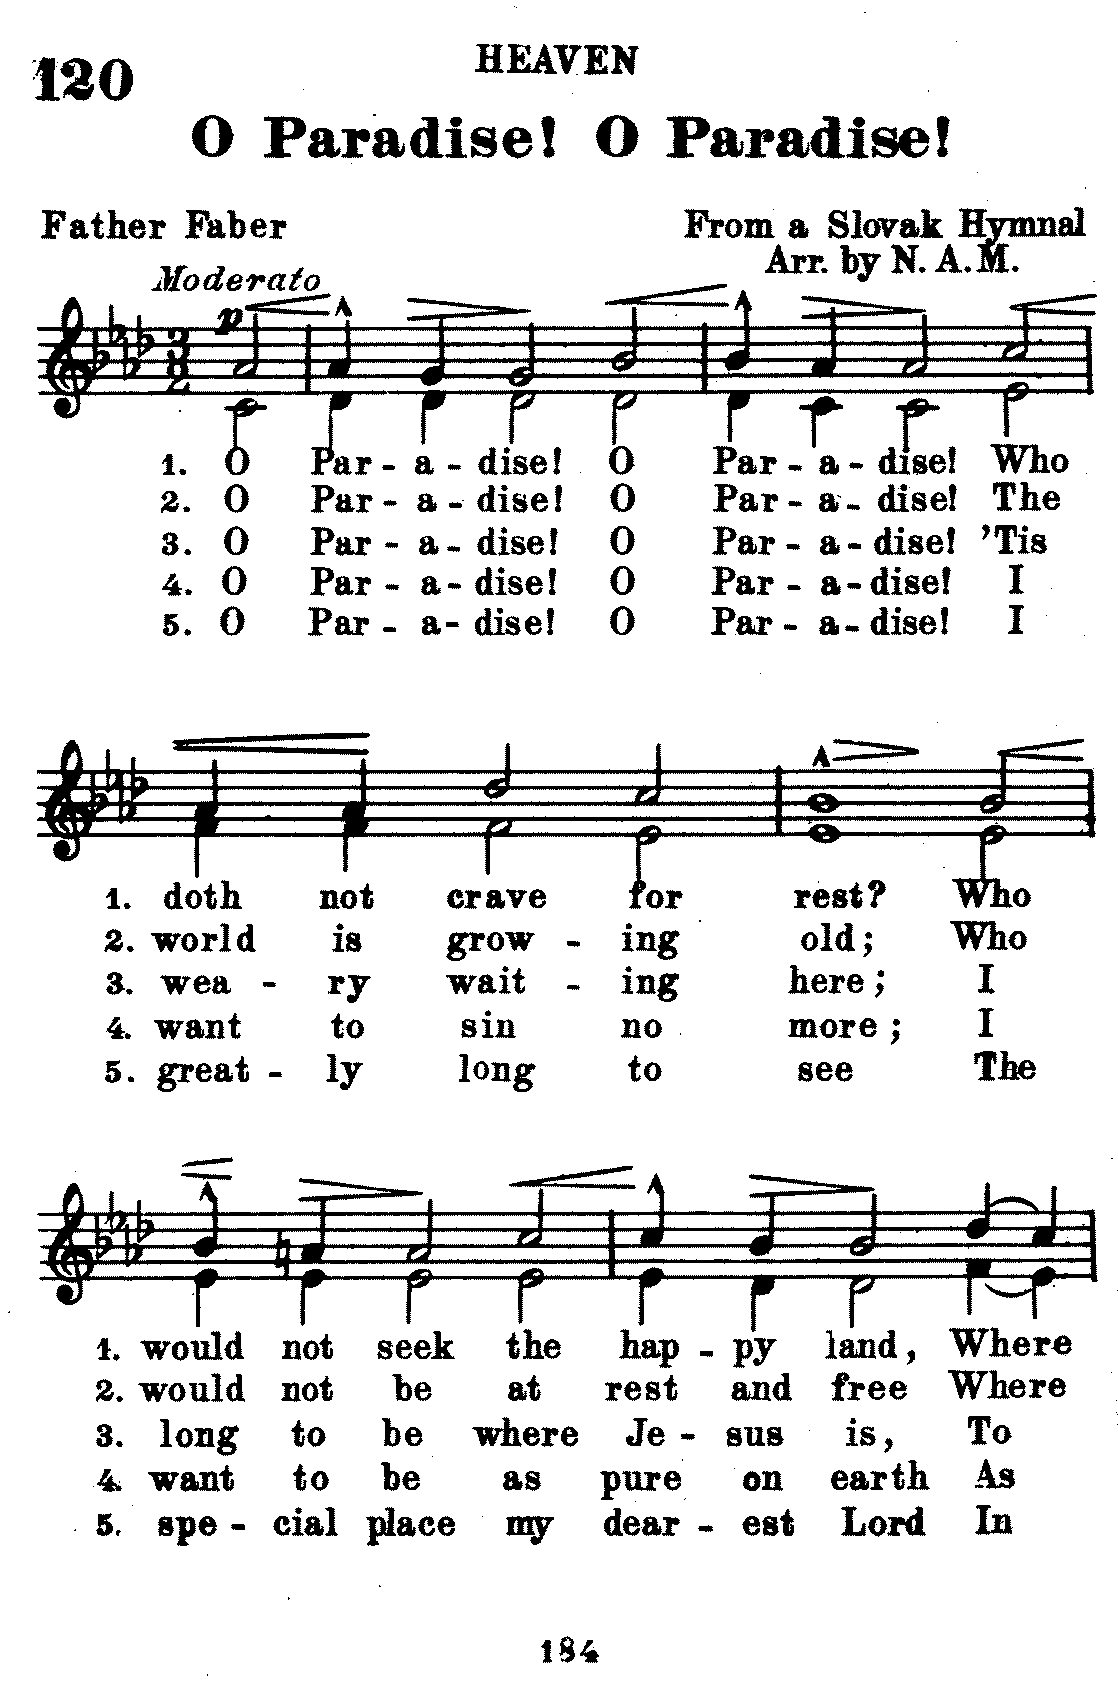 120
HEAVEN
O Paradise! O Paradise!
Father Faber
From a Slovak Hymnal
Arr. by N. A. M.
Moderato
p
1. O Par - a - dise! O Par - a - dise! Who
2. O Par - a - dise! O Par - a - dise! The
3. O Par - a - dise! O Par - a - dise! 'Tis
4. O Par - a - dise! O Par - a - dise! I
5. O Par - a - dise! O Par - a - dise! I
1. doth not crave for rest? Who
2. world is grow - ing old; Who
3. wea - ry wait - ing here; I
4. want to sin no more; I
5. great - ly long to see The
1. would not seek the hap - py land, Where
2. would not be at rest and free Where
3. long to be where Je - sus is, To
4. want to be as pure on earth As
5. spe - cial place my dear - est Lord In
184